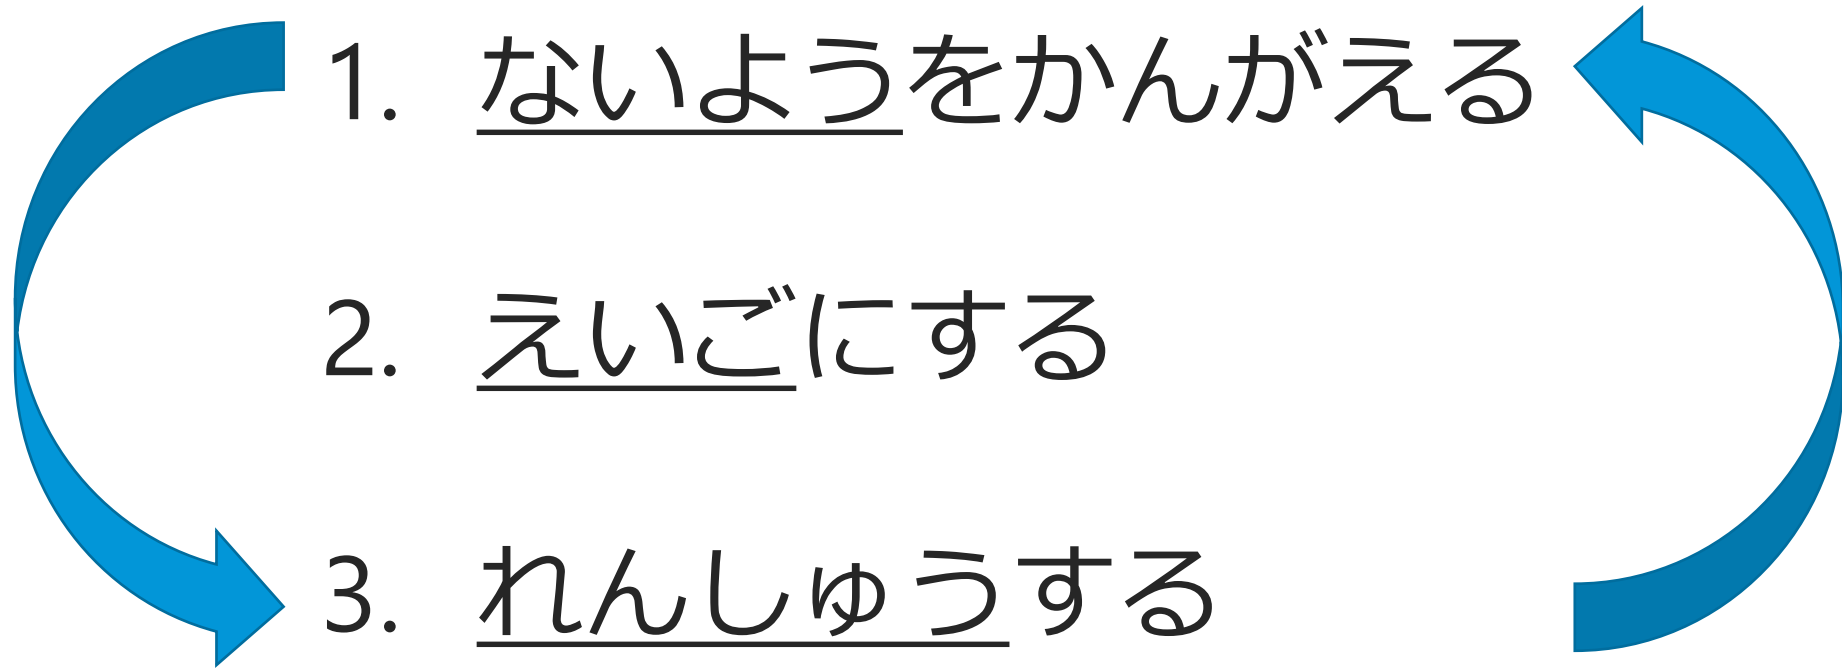 1. ないようをかんがえる
2. えいごにする
3. れんしゅうする